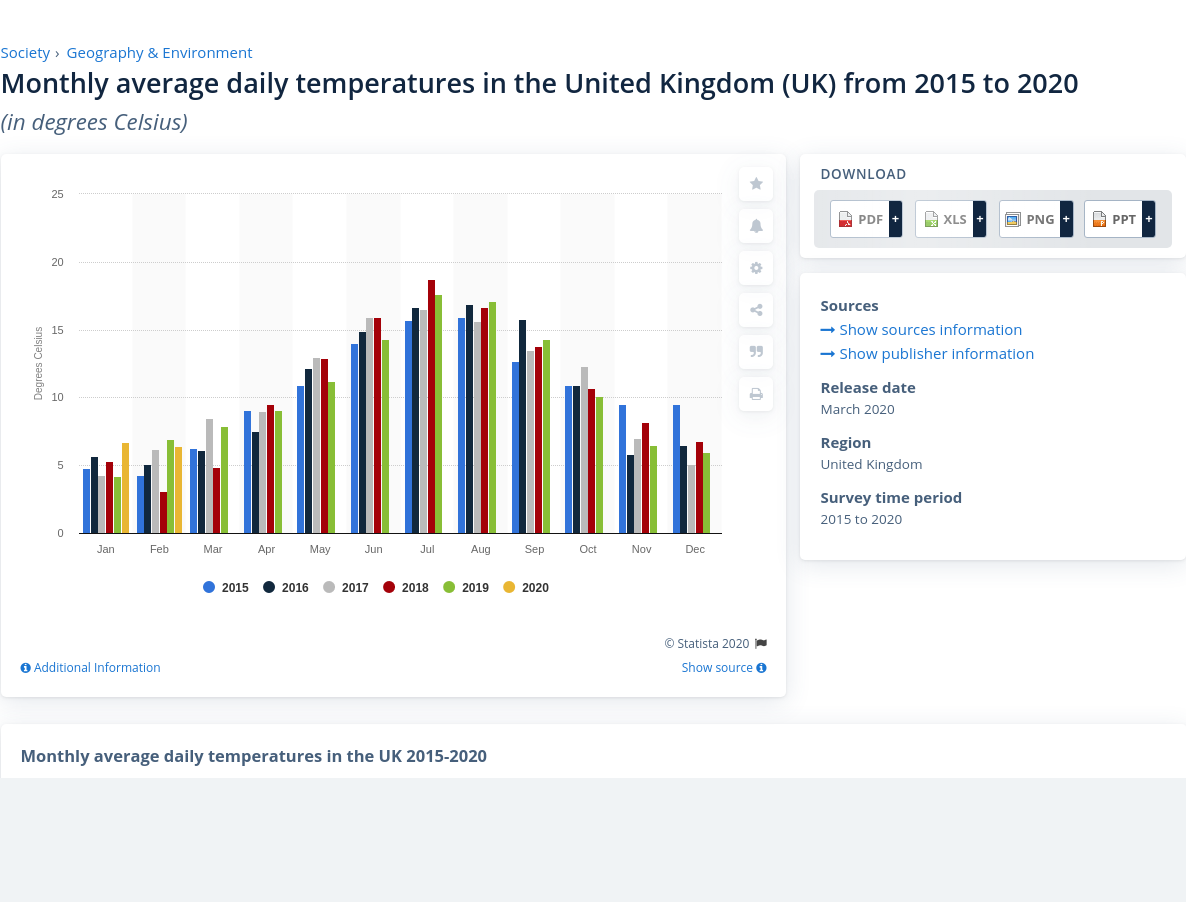 Society › Geography & Environment
Monthly average daily temperatures in the United Kingdom (UK) from 2015 to 2020
(in degrees Celsius)
25
20
15
10
5
0
Degrees Celsius
Jan Feb Mar Apr May Jun Jul Aug Sep Oct Nov Dec
2015 2016 2017 2018 2019 2020
© Statista 2020
Additional Information
Show source
DOWNLOAD
PDF + XLS + PNG + PPT +
Sources
Show sources information
Show publisher information
Release date
March 2020
Region
United Kingdom
Survey time period
2015 to 2020
Monthly average daily temperatures in the UK 2015-2020